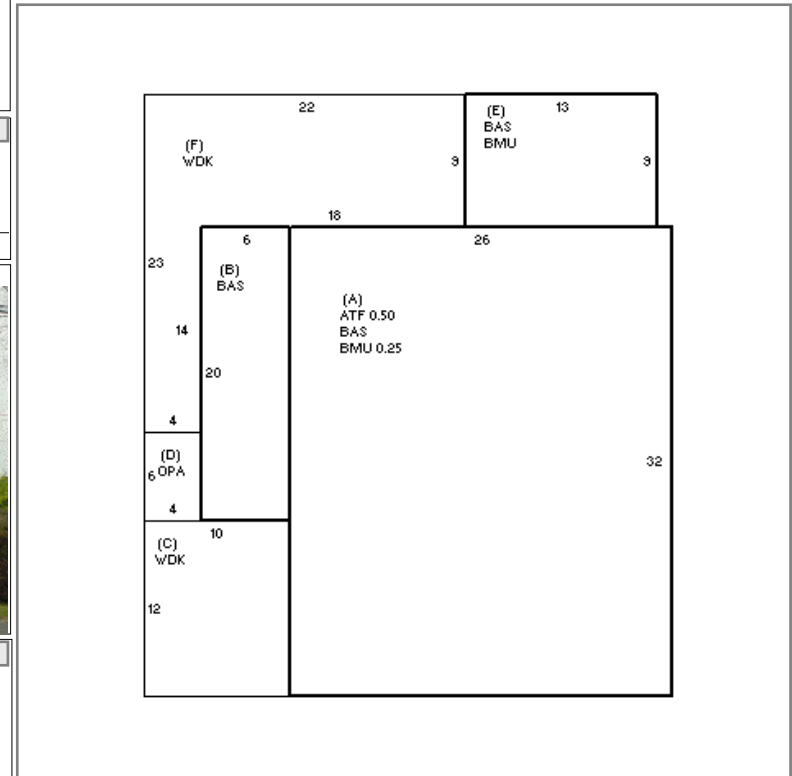 22
(F)
WDK
9
(E)
BAS
BMU
13
9
18
6
26
23
(B)
BAS
(A)
ATF 0.50
BAS
BMU 0.25
14
20
4
(D)
6 OPA
4
32
10
(C)
WDK
12